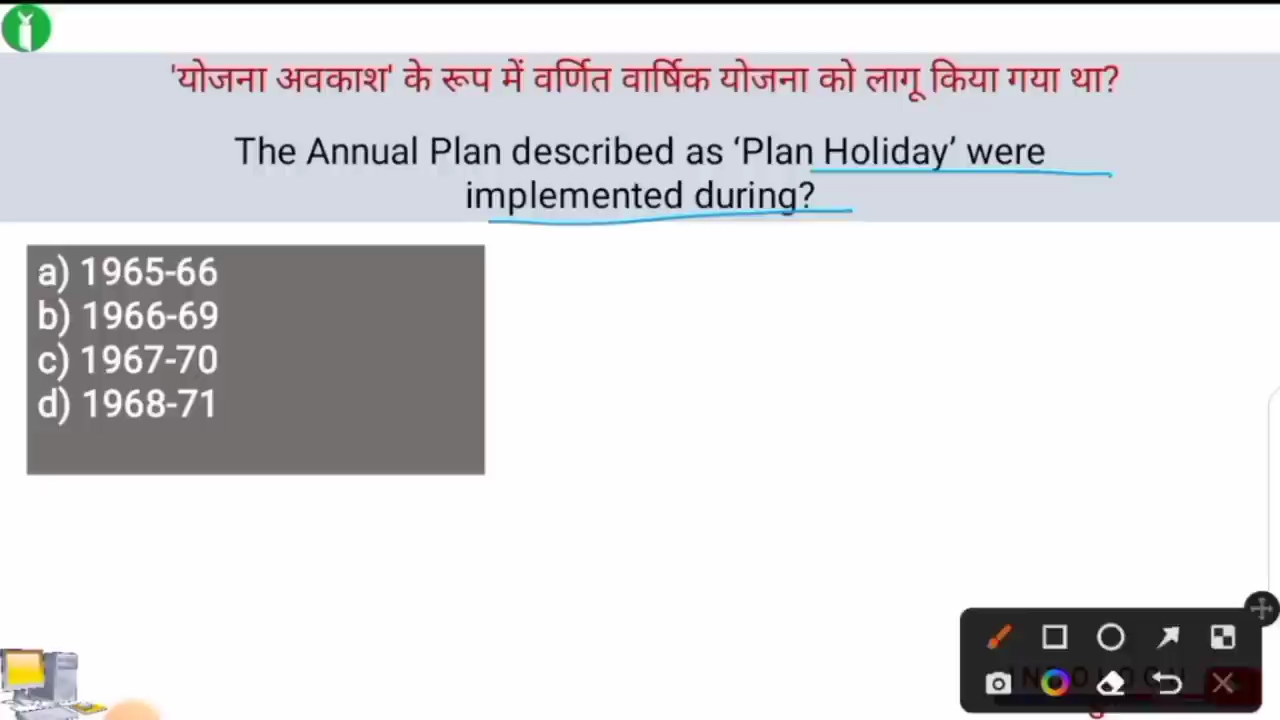 'योजना अवकाश' के रूप में वर्णित वार्षिक योजना को लागू किया गया था?
The Annual Plan described as ‘Plan Holiday’ were
implemented during?
a) 1965-66
b) 1966-69
c) 1967-70
d) 1968-71